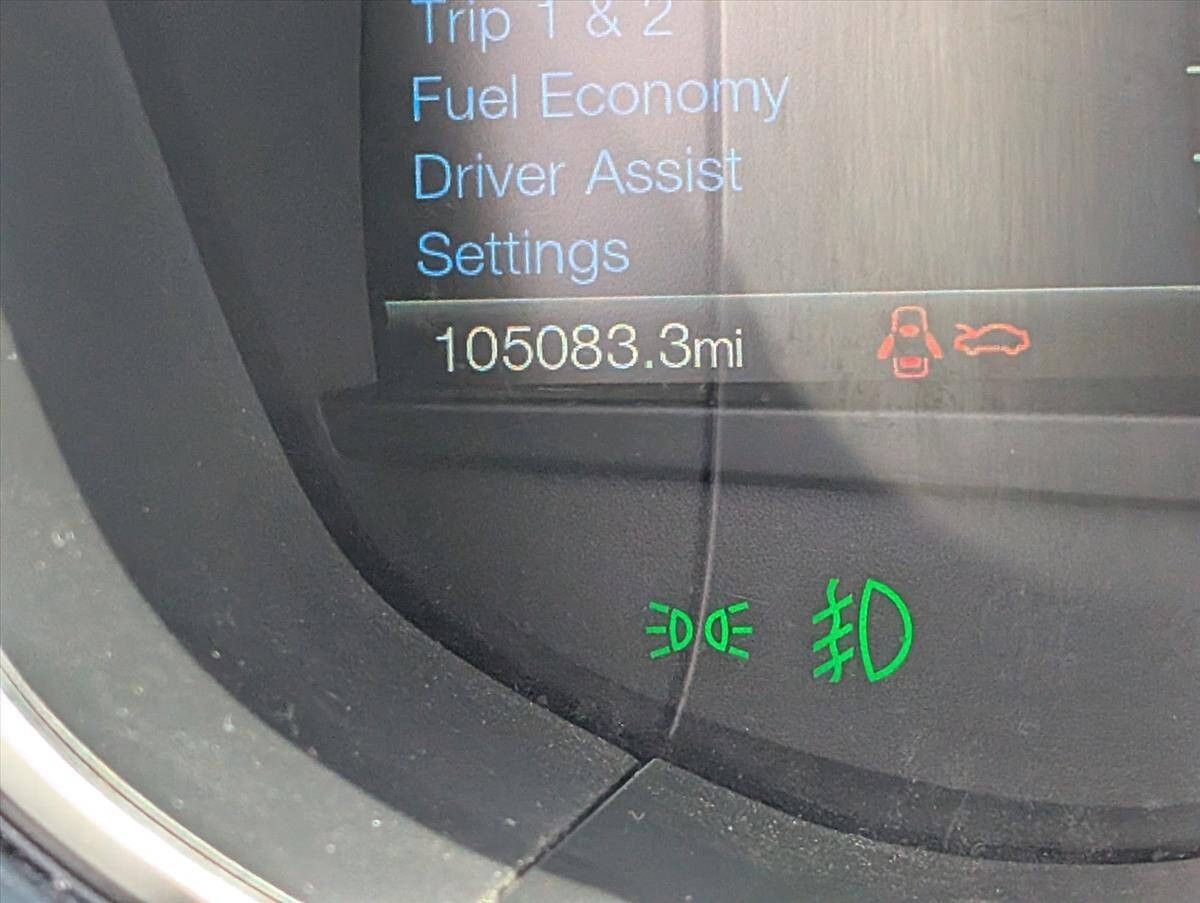 Trip 1 & 2
Fuel Economy
Driver Assist
Settings
105083.3mi